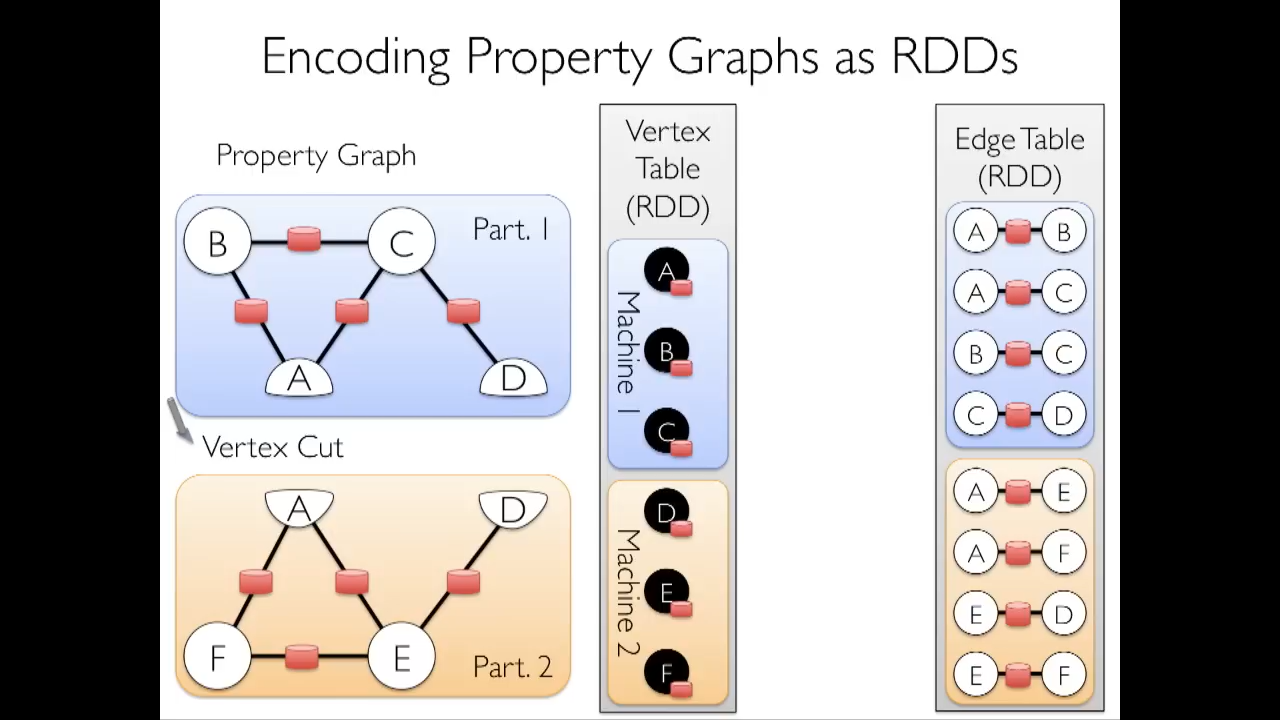 Encoding Property Graphs as RDDs
Property Graph
Part. 1
B
C
A
D
Vertex Cut
A
D
F
E
Part. 2
Vertex
Table
(RDD)
Machine 1
A
B
C
Machine 2
D
E
F
Edge Table
(RDD)
A B
A C
B C
C D
A E
A F
E D
E F